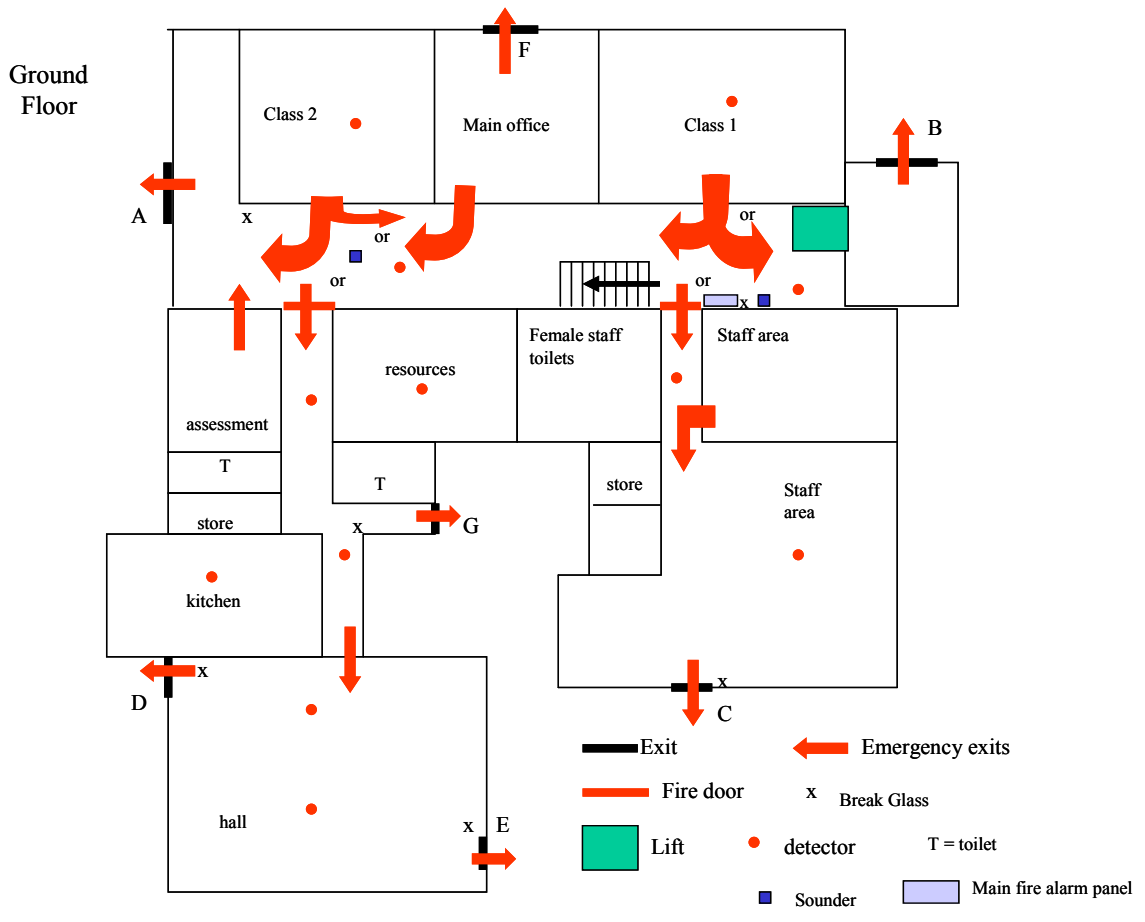 Ground
Floor
F
Class 2
Main office
Class 1
B
A
x
or
or
or
or
x
Female staff
toilets
Staff area
resources
assessment
T
T
store
store
Staff
area
x
G
kitchen
x
D
x
C
Exit
Emergency exits
Fire door
x
Break Glass
hall
x
E
Lift
detector
T = toilet
Sounder
Main fire alarm panel